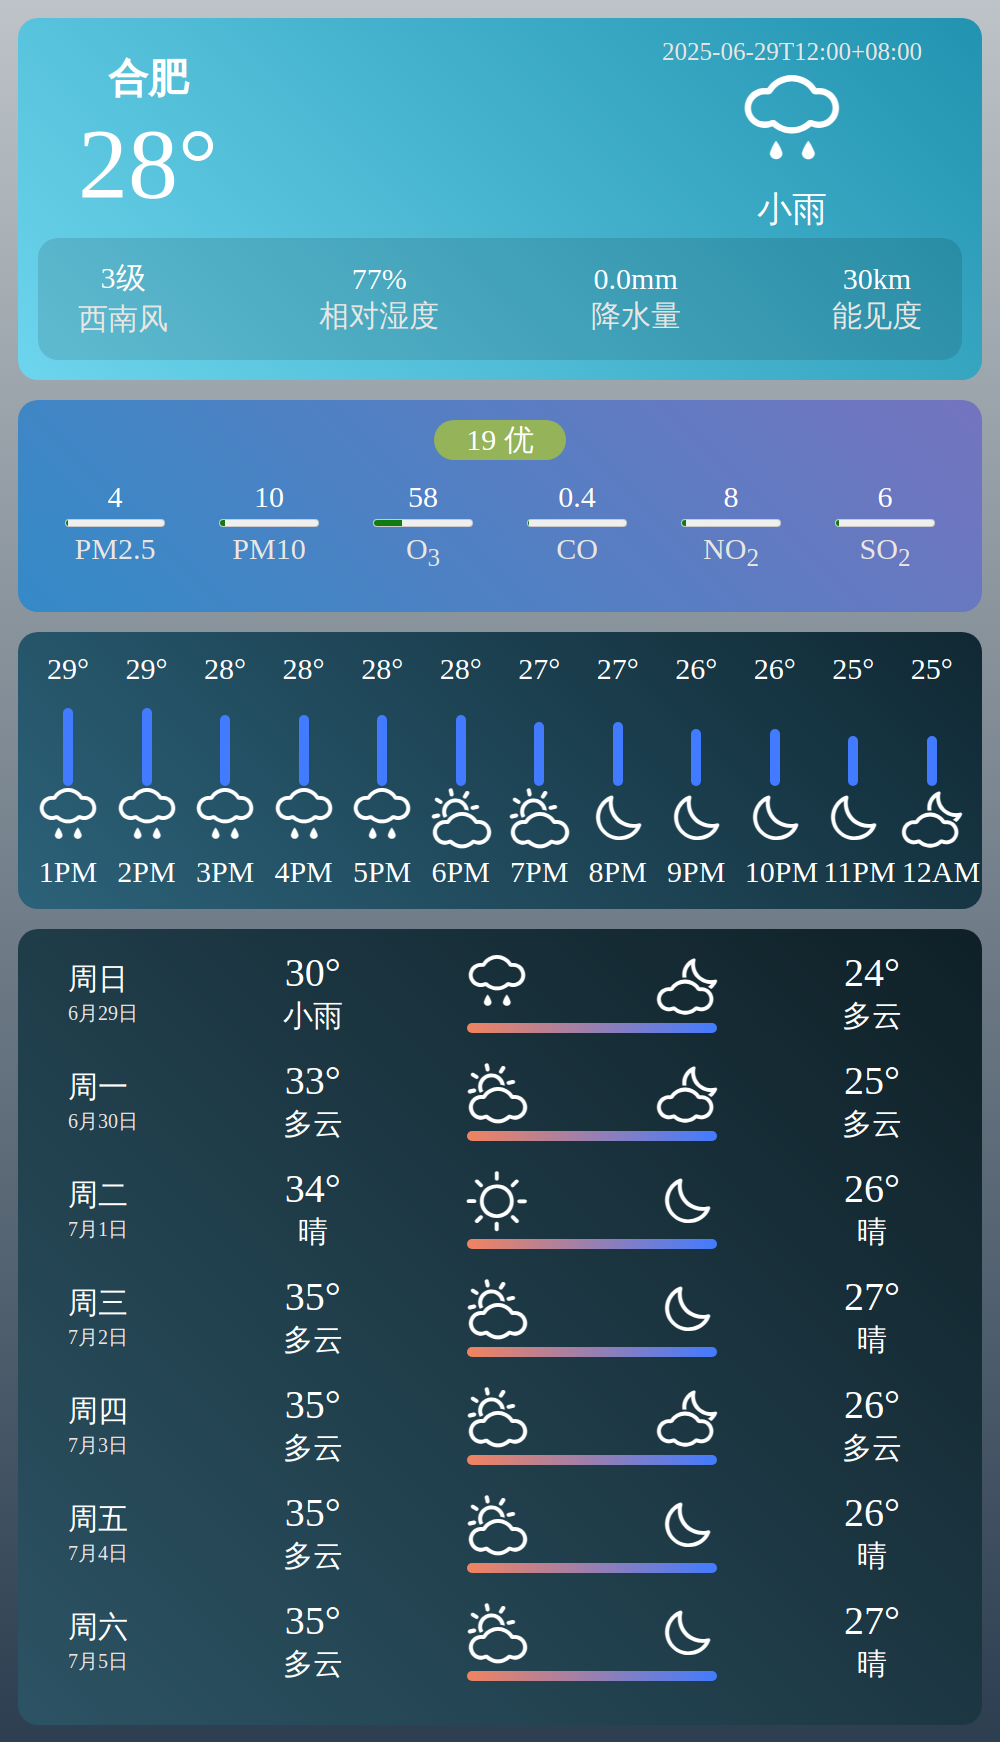 合肥
28°
2025-06-29T12:00+08:00
小雨
3级 77% 0.0mm 30km
西南风 相对湿度 降水量 能见度
19 优
4 10 58 0.4 8 6
PM2.5 PM10 O3 CO NO2 SO2
29° 29° 28° 28° 28° 28° 27° 27° 26° 26° 25° 25°
1PM 2PM 3PM 4PM 5PM 6PM 7PM 8PM 9PM 10PM 11PM 12AM
周日 30° 24°
6月29日 小雨 多云
周一 33° 25°
6月30日 多云 多云
周二 34° 26°
7月1日 晴 晴
周三 35° 27°
7月2日 多云 晴
周四 35° 26°
7月3日 多云 多云
周五 35° 26°
7月4日 多云 晴
周六 35° 27°
7月5日 多云 晴